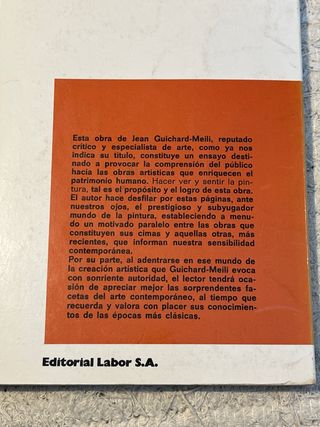 Esta obra de Jean Guichard-Meili, reputado
crítico y especialista de arte, como ya nos
indica su título, constituye un ensayo desti-
nado a provocar la comprensión del público
hacia las obras artísticas que enriquecen el
patrimonio humano. Hacer ver y sentir la pin-
tura, tal es el propósito y el logro de esta obra.
El autor hace desfilar por estas páginas, ante
nuestros ojos, el prestigioso y subyugador
mundo de la pintura, estableciendo a menu-
do un motivado paralelo entre las obras que
constituyen sus cimas y aquellas otras, más
recientes, que informan nuestra sensibilidad
contemporánea.
Por su parte, al adentrarse en ese mundo de
la creación artística que Guichard-Meili evoca
con sonriente autoridad, el lector tendrá oca-
sión de apreciar mejor las sorprendentes fa-
cetas del arte contemporáneo, al tiempo que
recuerda y valora con placer sus conocimien-
tos de las épocas más clásicas.
Editorial Labor S.A.